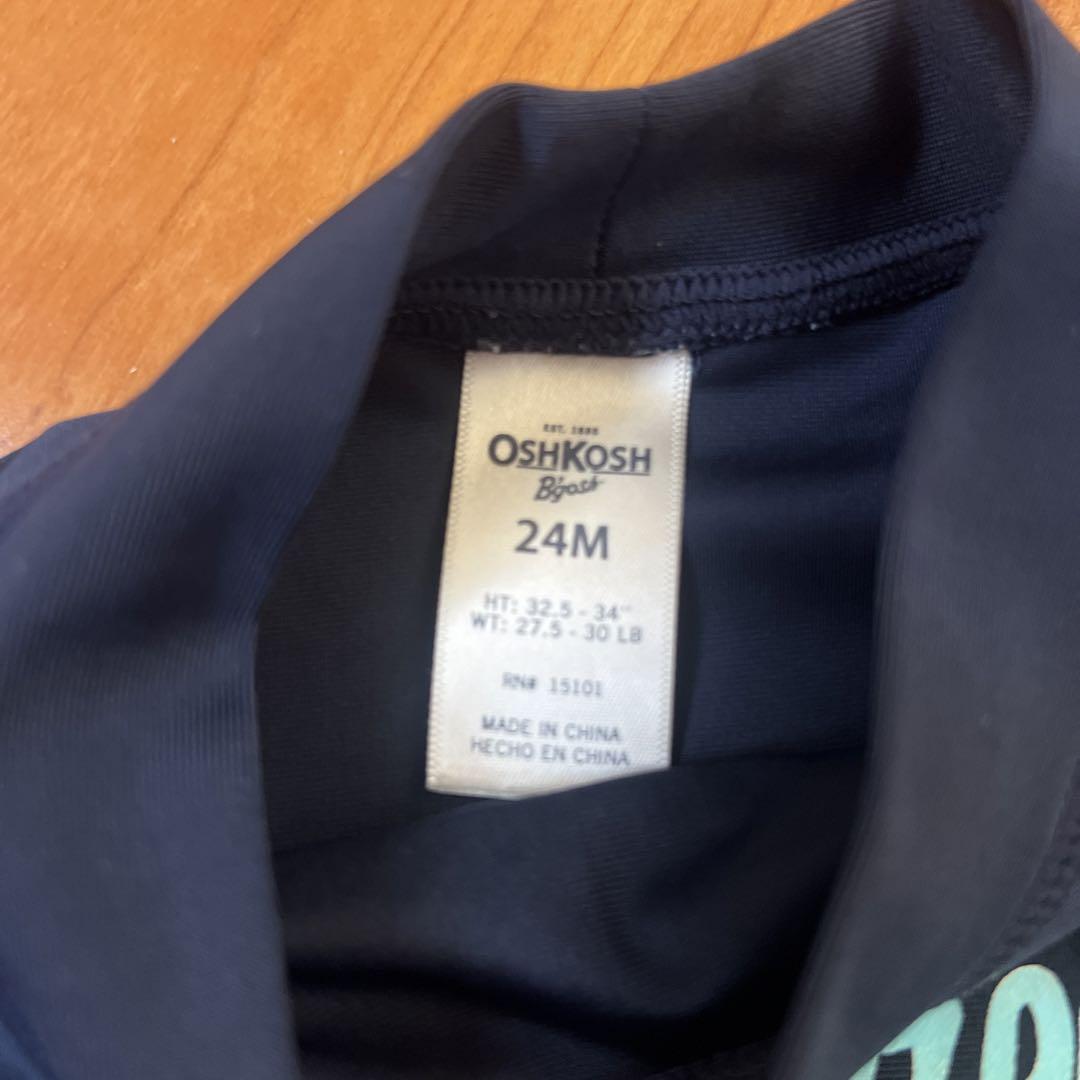 EST. 1895
OSHKOSH
B'gosh
24M
HT: 32.5 - 34"
WT: 27.5 - 30 LB
RN# 15101
MADE IN CHINA
HECHO EN CHINA